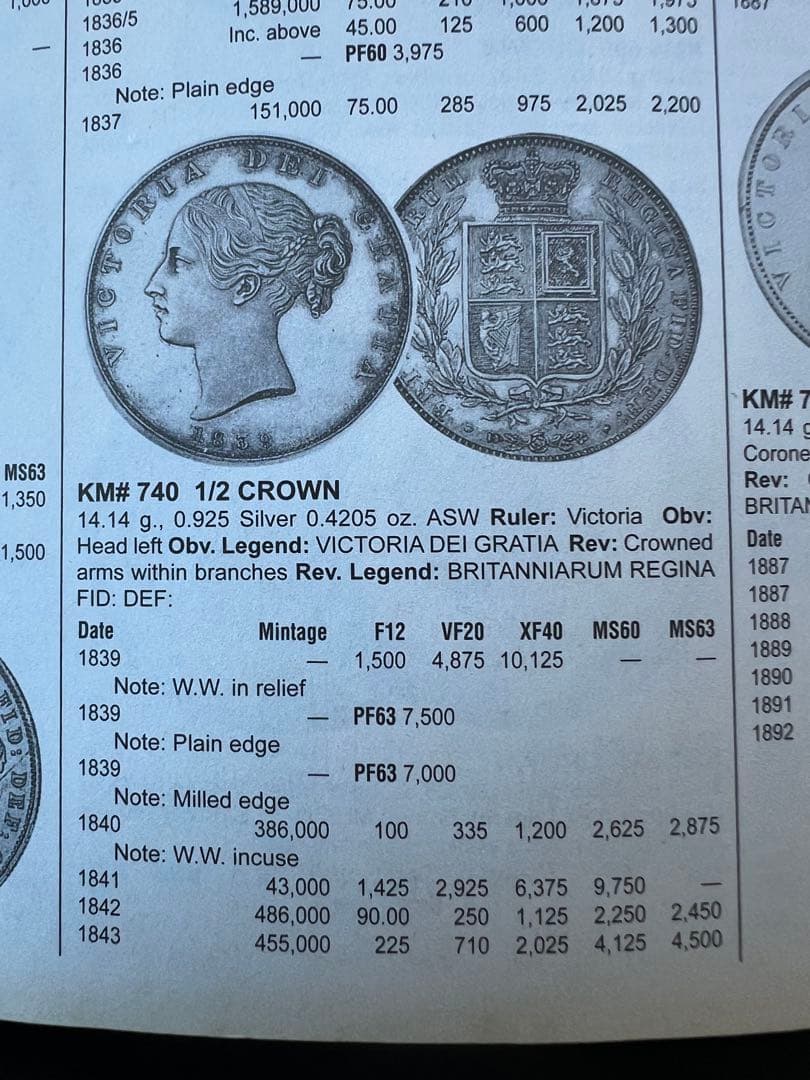 1836/5 Inc. above 45.00 125 600 1,200 1,300
1836 — PF60 3,975
1836
Note: Plain edge
1837 151,000 75.00 285 975 2,025 2,200
VICTORIA DEI GRATIA
1839
REGINA FID: DEF:
KM# 740 1/2 CROWN
14.14 g., 0.925 Silver 0.4205 oz. ASW Ruler: Victoria Obv:
Head left Obv. Legend: VICTORIA DEI GRATIA Rev: Crowned
arms within branches Rev. Legend: BRITANNIARUM REGINA
FID: DEF:
Date Mintage F12 VF20 XF40 MS60 MS63
1839 — 1,500 4,875 10,125 — —
Note: W.W. in relief
1839 — PF63 7,500
Note: Plain edge
1839 — PF63 7,000
Note: Milled edge
1840 386,000 100 335 1,200 2,625 2,875
Note: W.W. incuse
1841 43,000 1,425 2,925 6,375 9,750 —
1842 486,000 90.00 250 1,125 2,250 2,450
1843 455,000 225 710 2,025 4,125 4,500
—
MS63
1,350
1,500
FID: DEF:
VICTORI
KM# 7
14.14 g
Corone
Rev:
BRITAN
Date
1887
1887
1888
1889
1890
1891
1892